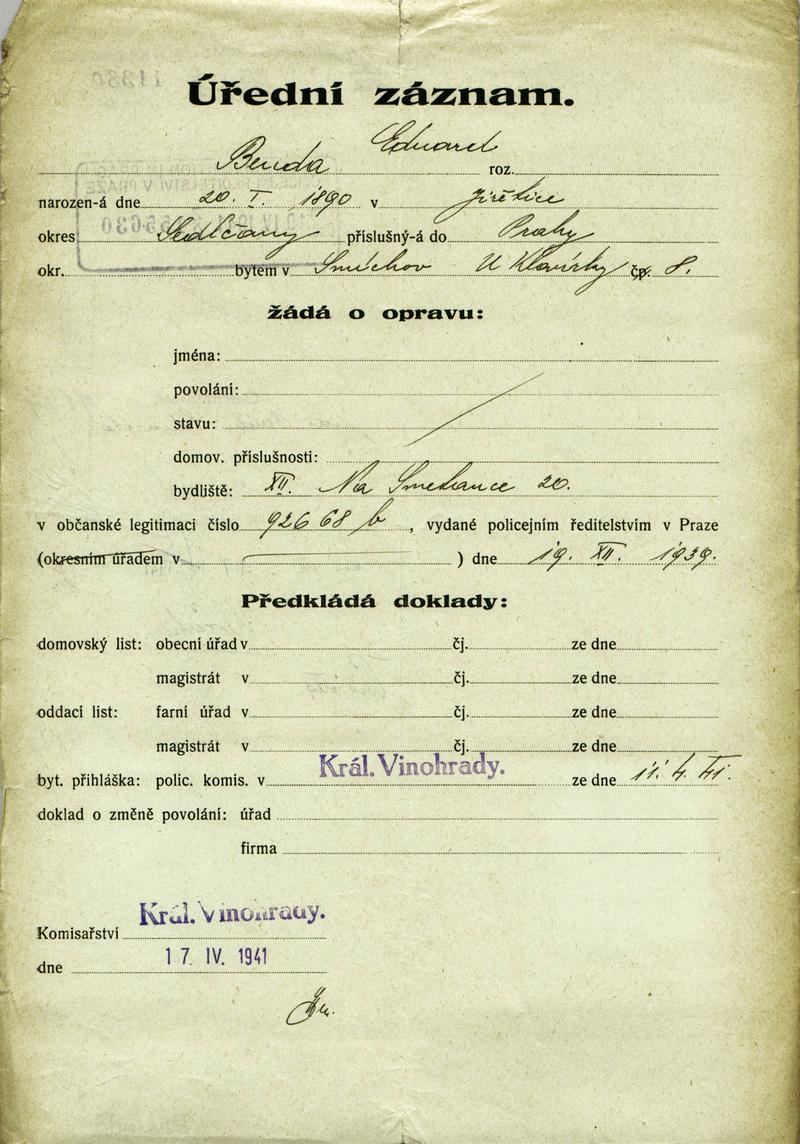 Úřední záznam.
Benda Eduard roz.
narozen-á dne 20. I. 1890 v Jiřetice
okres Sedlčany příslušný-á do Prahy
okr. bytem v Smíchov U Klavírky čp. 8.
žádá o opravu:
jména:
povolání:
stavu:
domov. příslušnosti:
bydliště: XII. Na Smetance 20.
v občanské legitimaci číslo 92668 b, vydané policejním ředitelstvím v Praze
(okresním úřadem v ) dne 19. XII. 1939.
Předkládá doklady:
domovský list: obecní úřad v čj. ze dne
magistrát v čj. ze dne
oddací list: farní úřad v čj. ze dne
magistrát v čj. ze dne
byt. přihláška: polic. komis. v Král. Vinohrady. ze dne 11. 4. 41.
doklad o změně povolání: úřad
firma
Král. Vinohrady.
Komisařství
dne 17. IV. 1941